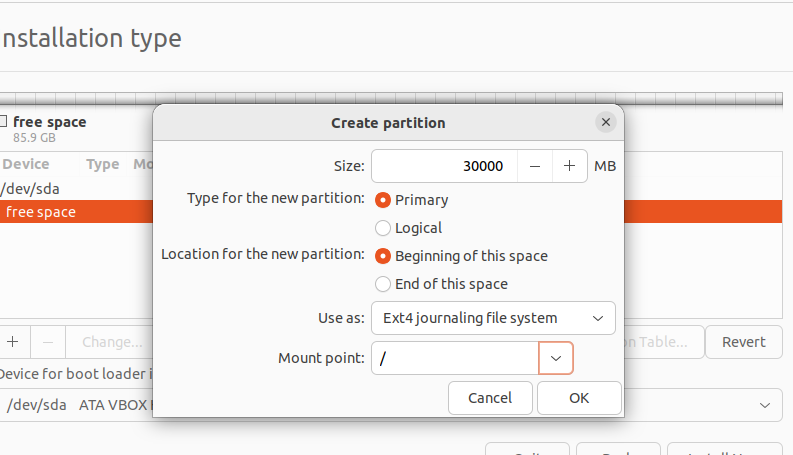 nstallation type
free space
85.9 GB
Create partition
Device Type Mo
/dev/sda
free space
Size: 30000 MB
Type for the new partition: Primary
Logical
Location for the new partition: Beginning of this space
End of this space
Use as: Ext4 journaling file system
Mount point: /
+ − Change... on Table... Revert
Device for boot loader i
/dev/sda ATA VBOX
Cancel OK